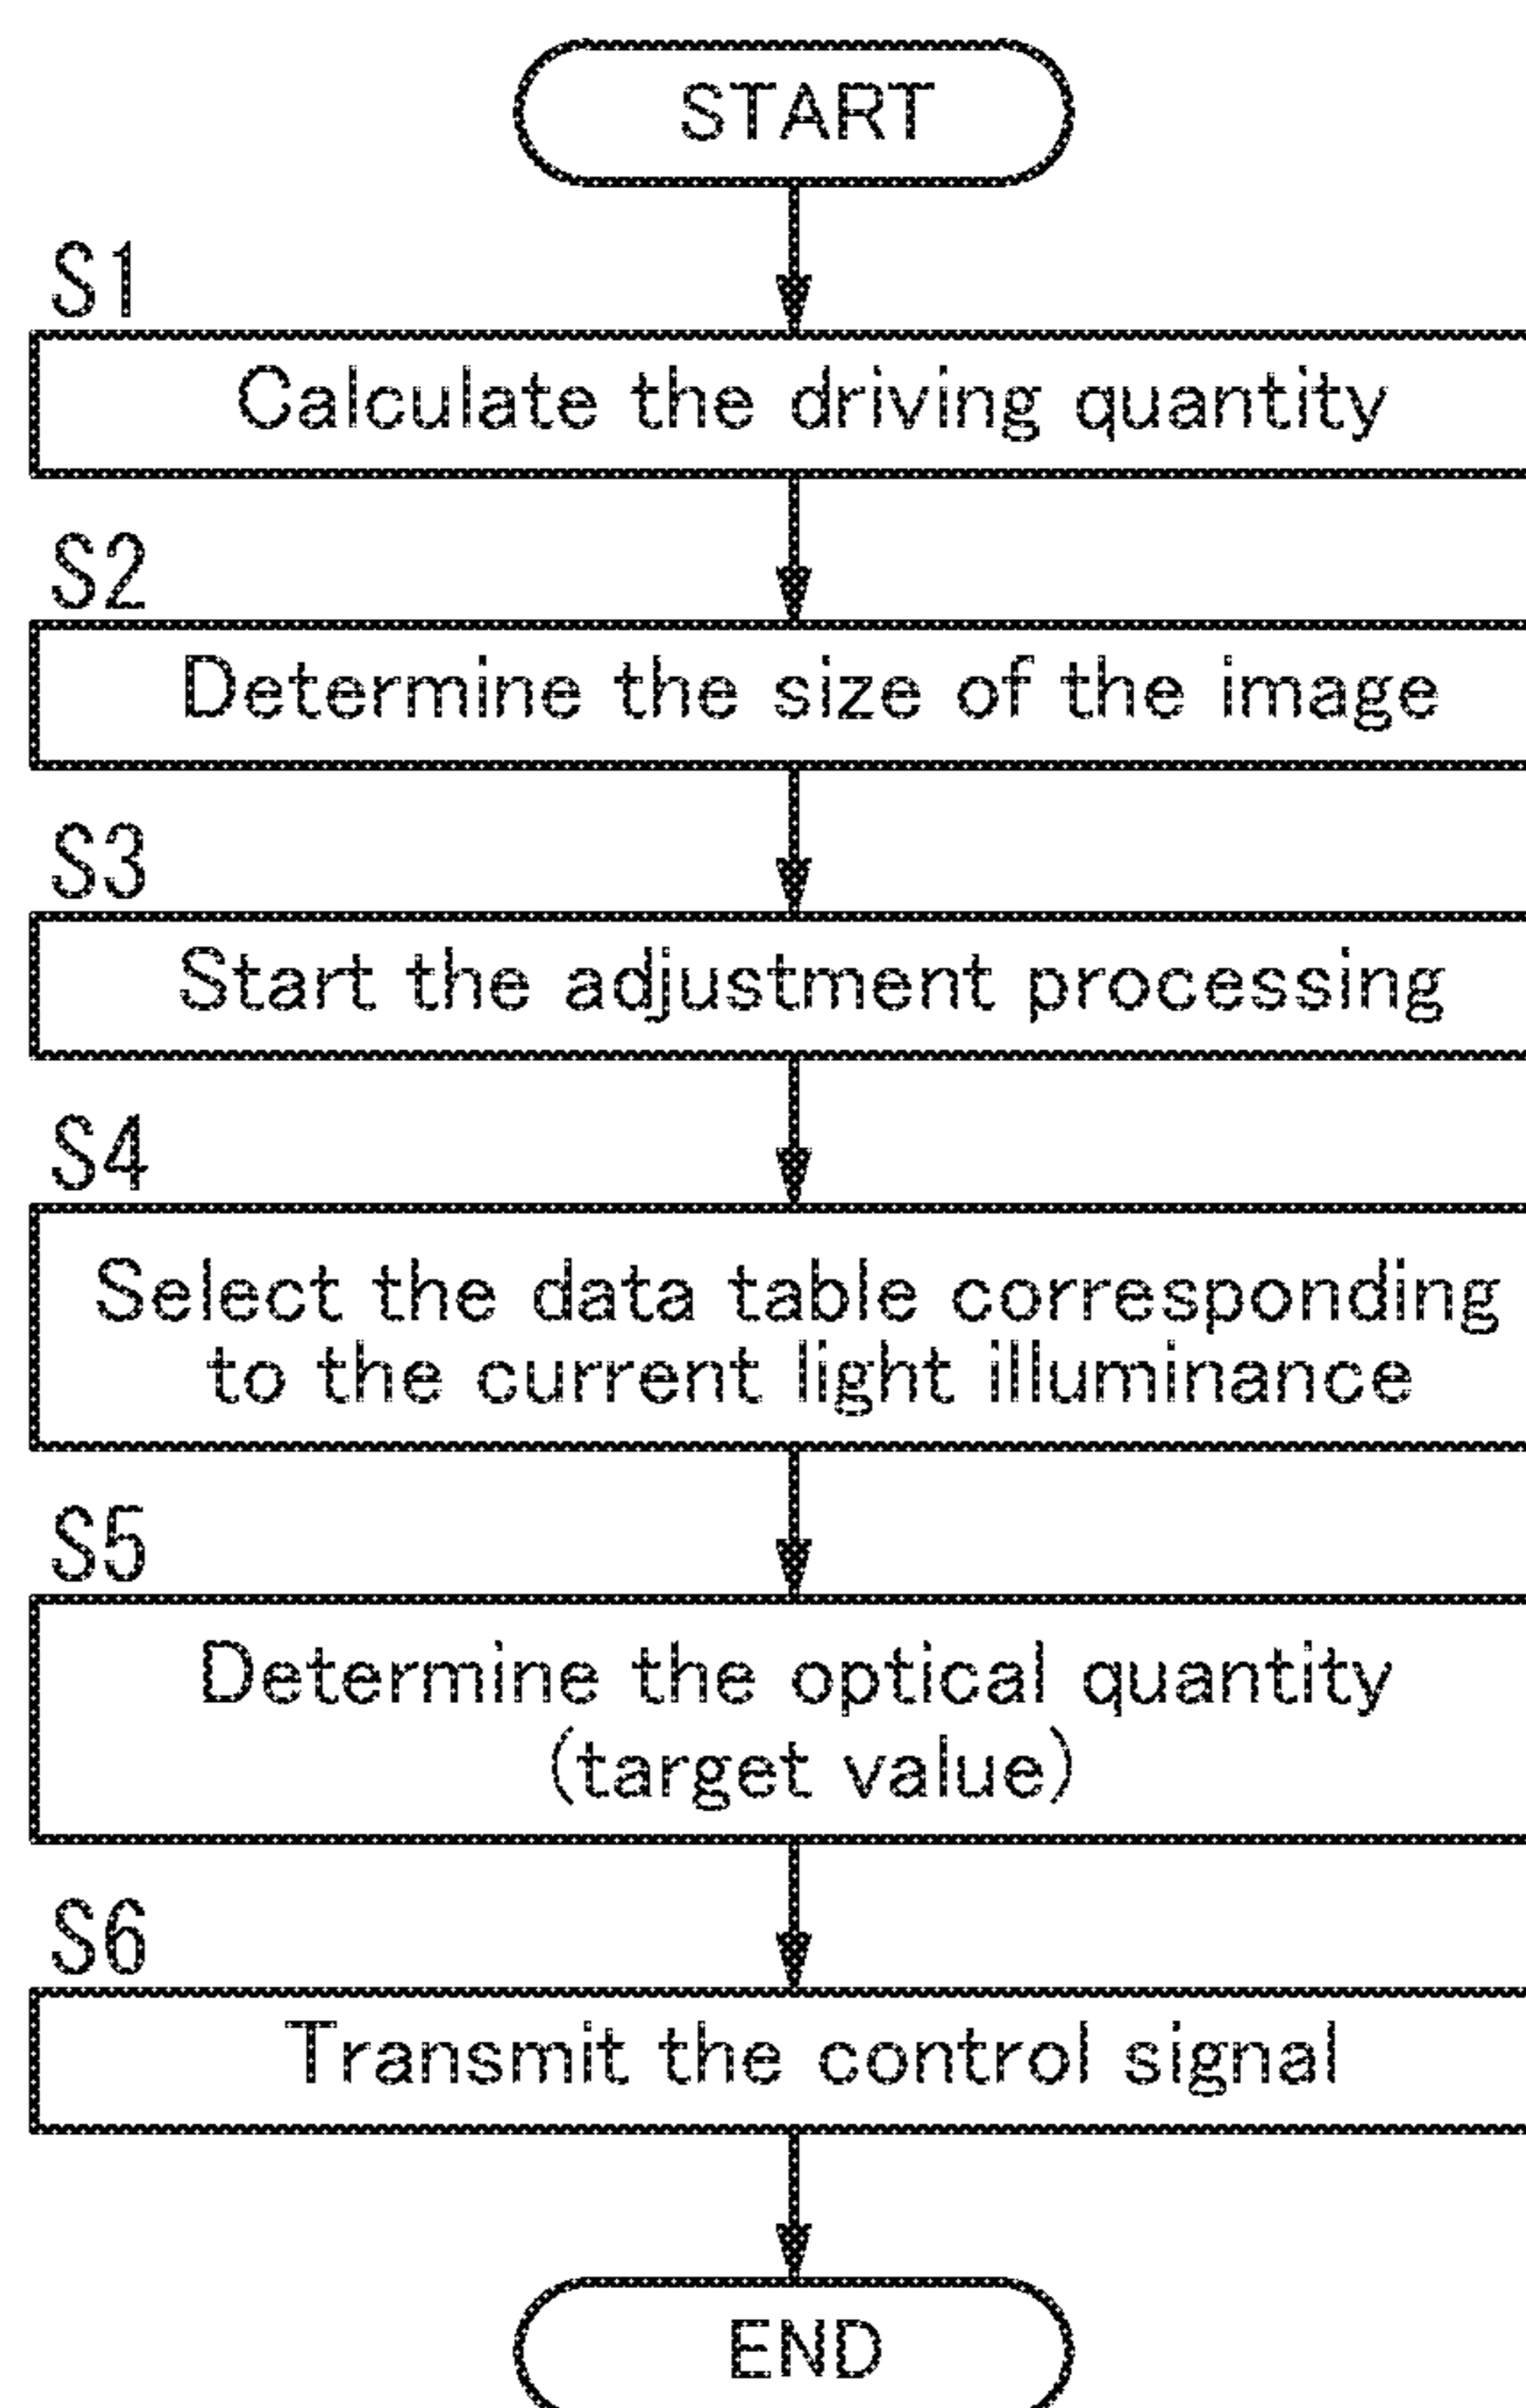 START
S1
Calculate the driving quantity
S2
Determine the size of the image
S3
Start the adjustment processing
S4
Select the data table corresponding
to the current light illuminance
S5
Determine the optical quantity
(target value)
S6
Transmit the control signal
END